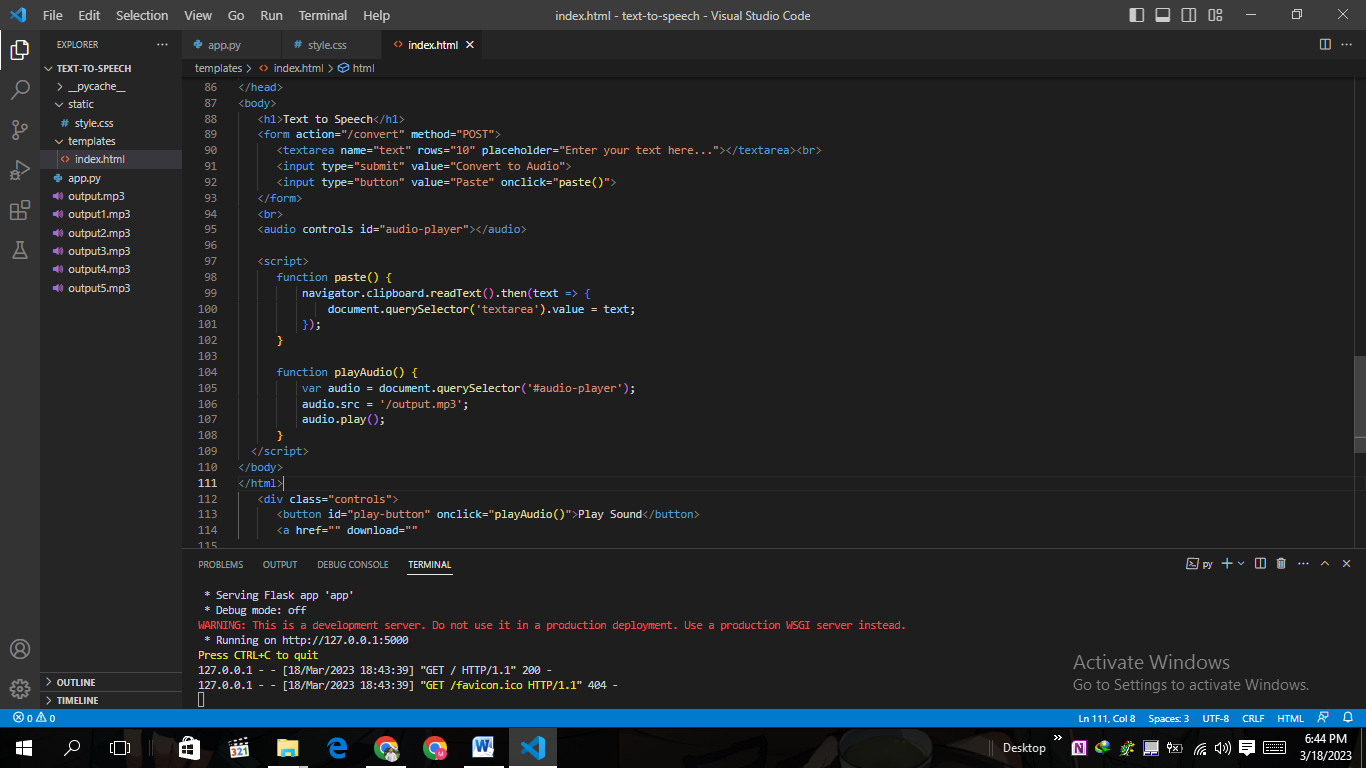 File Edit Selection View Go Run Terminal Help
index.html - text-to-speech - Visual Studio Code
EXPLORER
TEXT-TO-SPEECH
__pycache__
static
style.css
templates
index.html
app.py
output.mp3
output1.mp3
output2.mp3
output3.mp3
output4.mp3
output5.mp3
OUTLINE
TIMELINE
app.py style.css index.html
templates > index.html > html
86 </head>
87 <body>
88 <h1>Text to Speech</h1>
89 <form action="/convert" method="POST">
90 <textarea name="text" rows="10" placeholder="Enter your text here..."></textarea><br>
91 <input type="submit" value="Convert to Audio">
92 <input type="button" value="Paste" onclick="paste()">
93 </form>
94 <br>
95 <audio controls id="audio-player"></audio>
96
97 <script>
98 function paste() {
99 navigator.clipboard.readText().then(text => {
100 document.querySelector('textarea').value = text;
101 });
102 }
103
104 function playAudio() {
105 var audio = document.querySelector('#audio-player');
106 audio.src = '/output.mp3';
107 audio.play();
108 }
109 </script>
110 </body>
111 </html>
112 <div class="controls">
113 <button id="play-button" onclick="playAudio()">Play Sound</button>
114 <a href="" download=""
115
PROBLEMS OUTPUT DEBUG CONSOLE TERMINAL
py
* Serving Flask app 'app'
* Debug mode: off
WARNING: This is a development server. Do not use it in a production deployment. Use a production WSGI server instead.
* Running on http://127.0.0.1:5000
Press CTRL+C to quit
127.0.0.1 - - [18/Mar/2023 18:43:39] "GET / HTTP/1.1" 200 -
127.0.0.1 - - [18/Mar/2023 18:43:39] "GET /favicon.ico HTTP/1.1" 404 -
Activate Windows
Go to Settings to activate Windows.
0 0
Ln 111, Col 8 Spaces: 3 UTF-8 CRLF HTML
321
Desktop
6:44 PM
3/18/2023